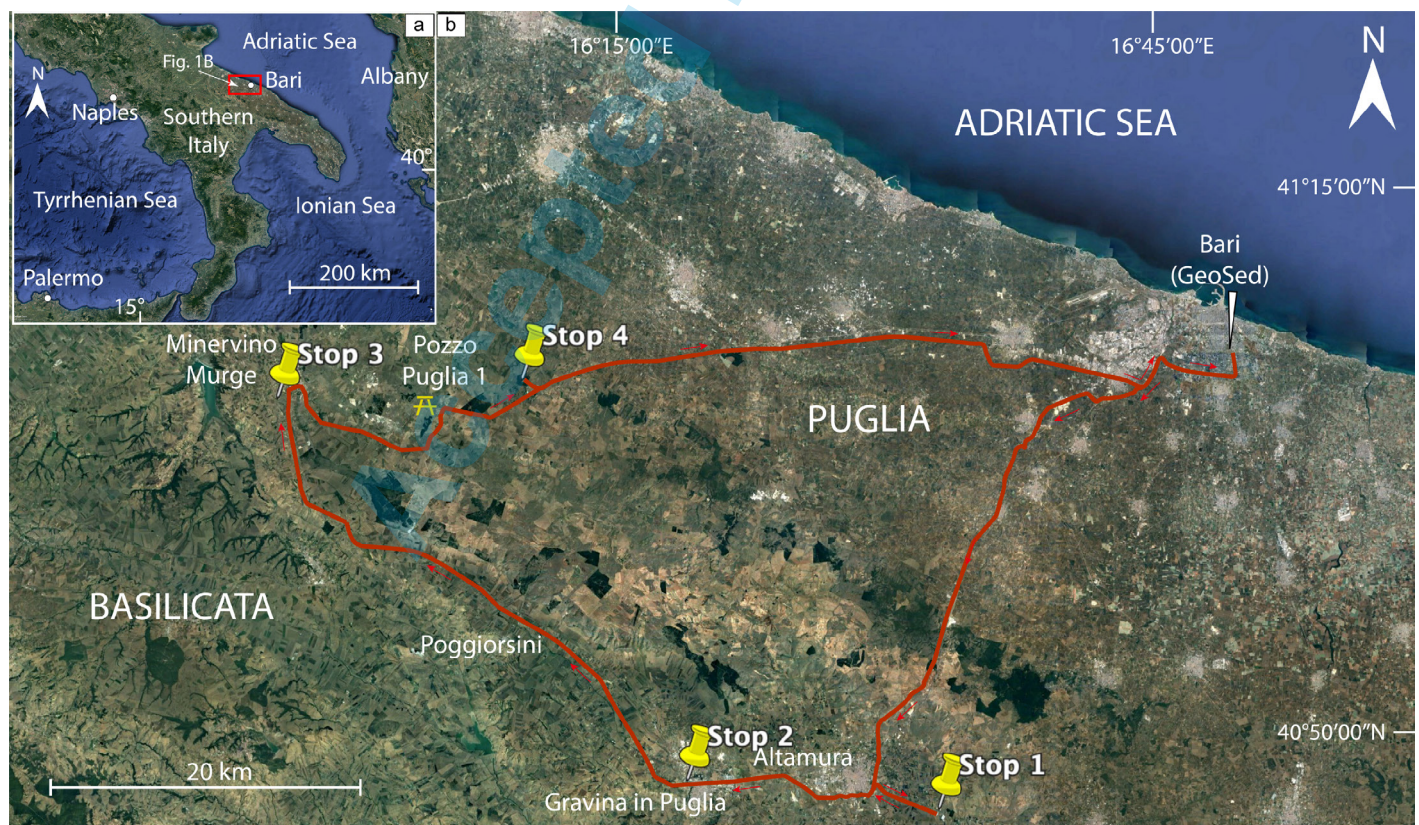 a
b
Adriatic Sea
Fig. 1B
N
Bari
Albany
Naples
Southern
Italy
40°
Tyrrhenian Sea
Ionian Sea
200 km
Palermo
15°
16°15'00"E
16°45'00"E
N
ADRIATIC SEA
41°15'00"N
Bari
(GeoSed)
Minervino
Murge
Stop 3
Pozzo
Puglia 1
Stop 4
PUGLIA
BASILICATA
Poggiorsini
40°50'00"N
Stop 2
Altamura
Stop 1
20 km
Gravina in Puglia